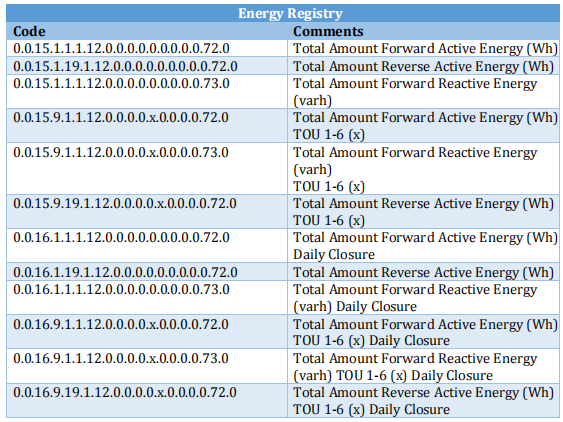 Energy Registry
Code Comments
0.0.15.1.1.1.12.0.0.0.0.0.0.0.0.0.72.0 Total Amount Forward Active Energy (Wh)
0.0.15.1.19.1.12.0.0.0.0.0.0.0.0.0.72.0 Total Amount Reverse Active Energy (Wh)
0.0.15.1.1.1.12.0.0.0.0.0.0.0.0.0.73.0 Total Amount Forward Reactive Energy
(varh)
0.0.15.9.1.1.12.0.0.0.0.x.0.0.0.0.72.0 Total Amount Forward Active Energy (Wh)
TOU 1-6 (x)
0.0.15.9.1.1.12.0.0.0.0.x.0.0.0.0.73.0 Total Amount Forward Reactive Energy
(varh)
TOU 1-6 (x)
0.0.15.9.19.1.12.0.0.0.0.x.0.0.0.0.72.0 Total Amount Reverse Active Energy (Wh)
TOU 1-6 (x)
0.0.16.1.1.1.12.0.0.0.0.0.0.0.0.0.72.0 Total Amount Forward Active Energy (Wh)
Daily Closure
0.0.16.1.19.1.12.0.0.0.0.0.0.0.0.0.72.0 Total Amount Reverse Active Energy (Wh)
0.0.16.1.1.1.12.0.0.0.0.0.0.0.0.0.73.0 Total Amount Forward Reactive Energy
(varh) Daily Closure
0.0.16.9.1.1.12.0.0.0.0.x.0.0.0.0.72.0 Total Amount Forward Active Energy (Wh)
TOU 1-6 (x) Daily Closure
0.0.16.9.1.1.12.0.0.0.0.x.0.0.0.0.73.0 Total Amount Forward Reactive Energy
(varh) TOU 1-6 (x) Daily Closure
0.0.16.9.19.1.12.0.0.0.0.x.0.0.0.0.72.0 Total Amount Reverse Active Energy (Wh)
TOU 1-6 (x) Daily Closure